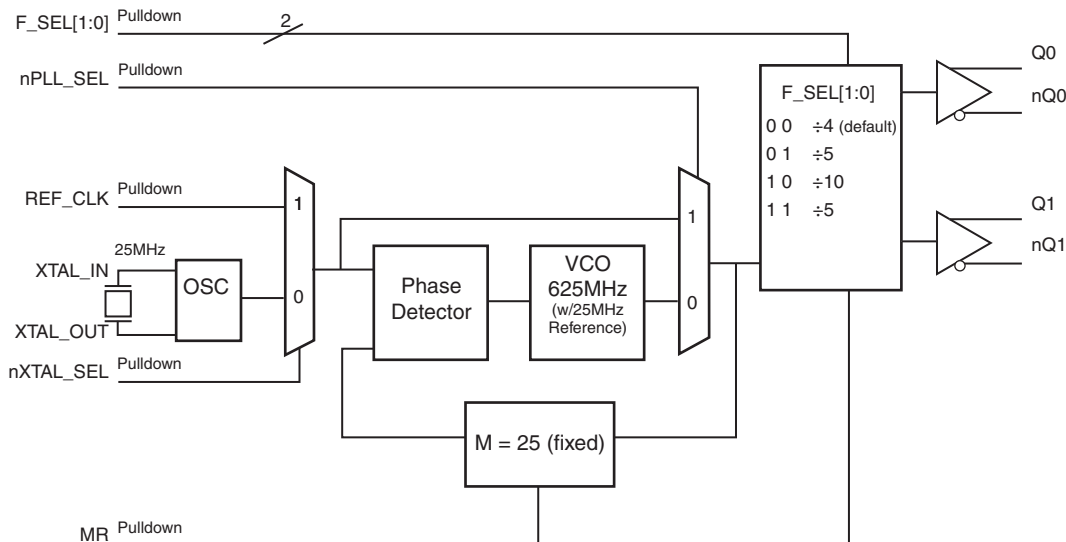 F_SEL[1:0] Pulldown
2
nPLL_SEL Pulldown
REF_CLK Pulldown
1
25MHz
XTAL_IN
OSC
0
XTAL_OUT
nXTAL_SEL Pulldown
Phase
Detector
VCO
625MHz
(w/25MHz
Reference)
1
0
M = 25 (fixed)
F_SEL[1:0]
0 0 ÷4 (default)
0 1 ÷5
1 0 ÷10
1 1 ÷5
Q0
nQ0
Q1
nQ1
MR Pulldown